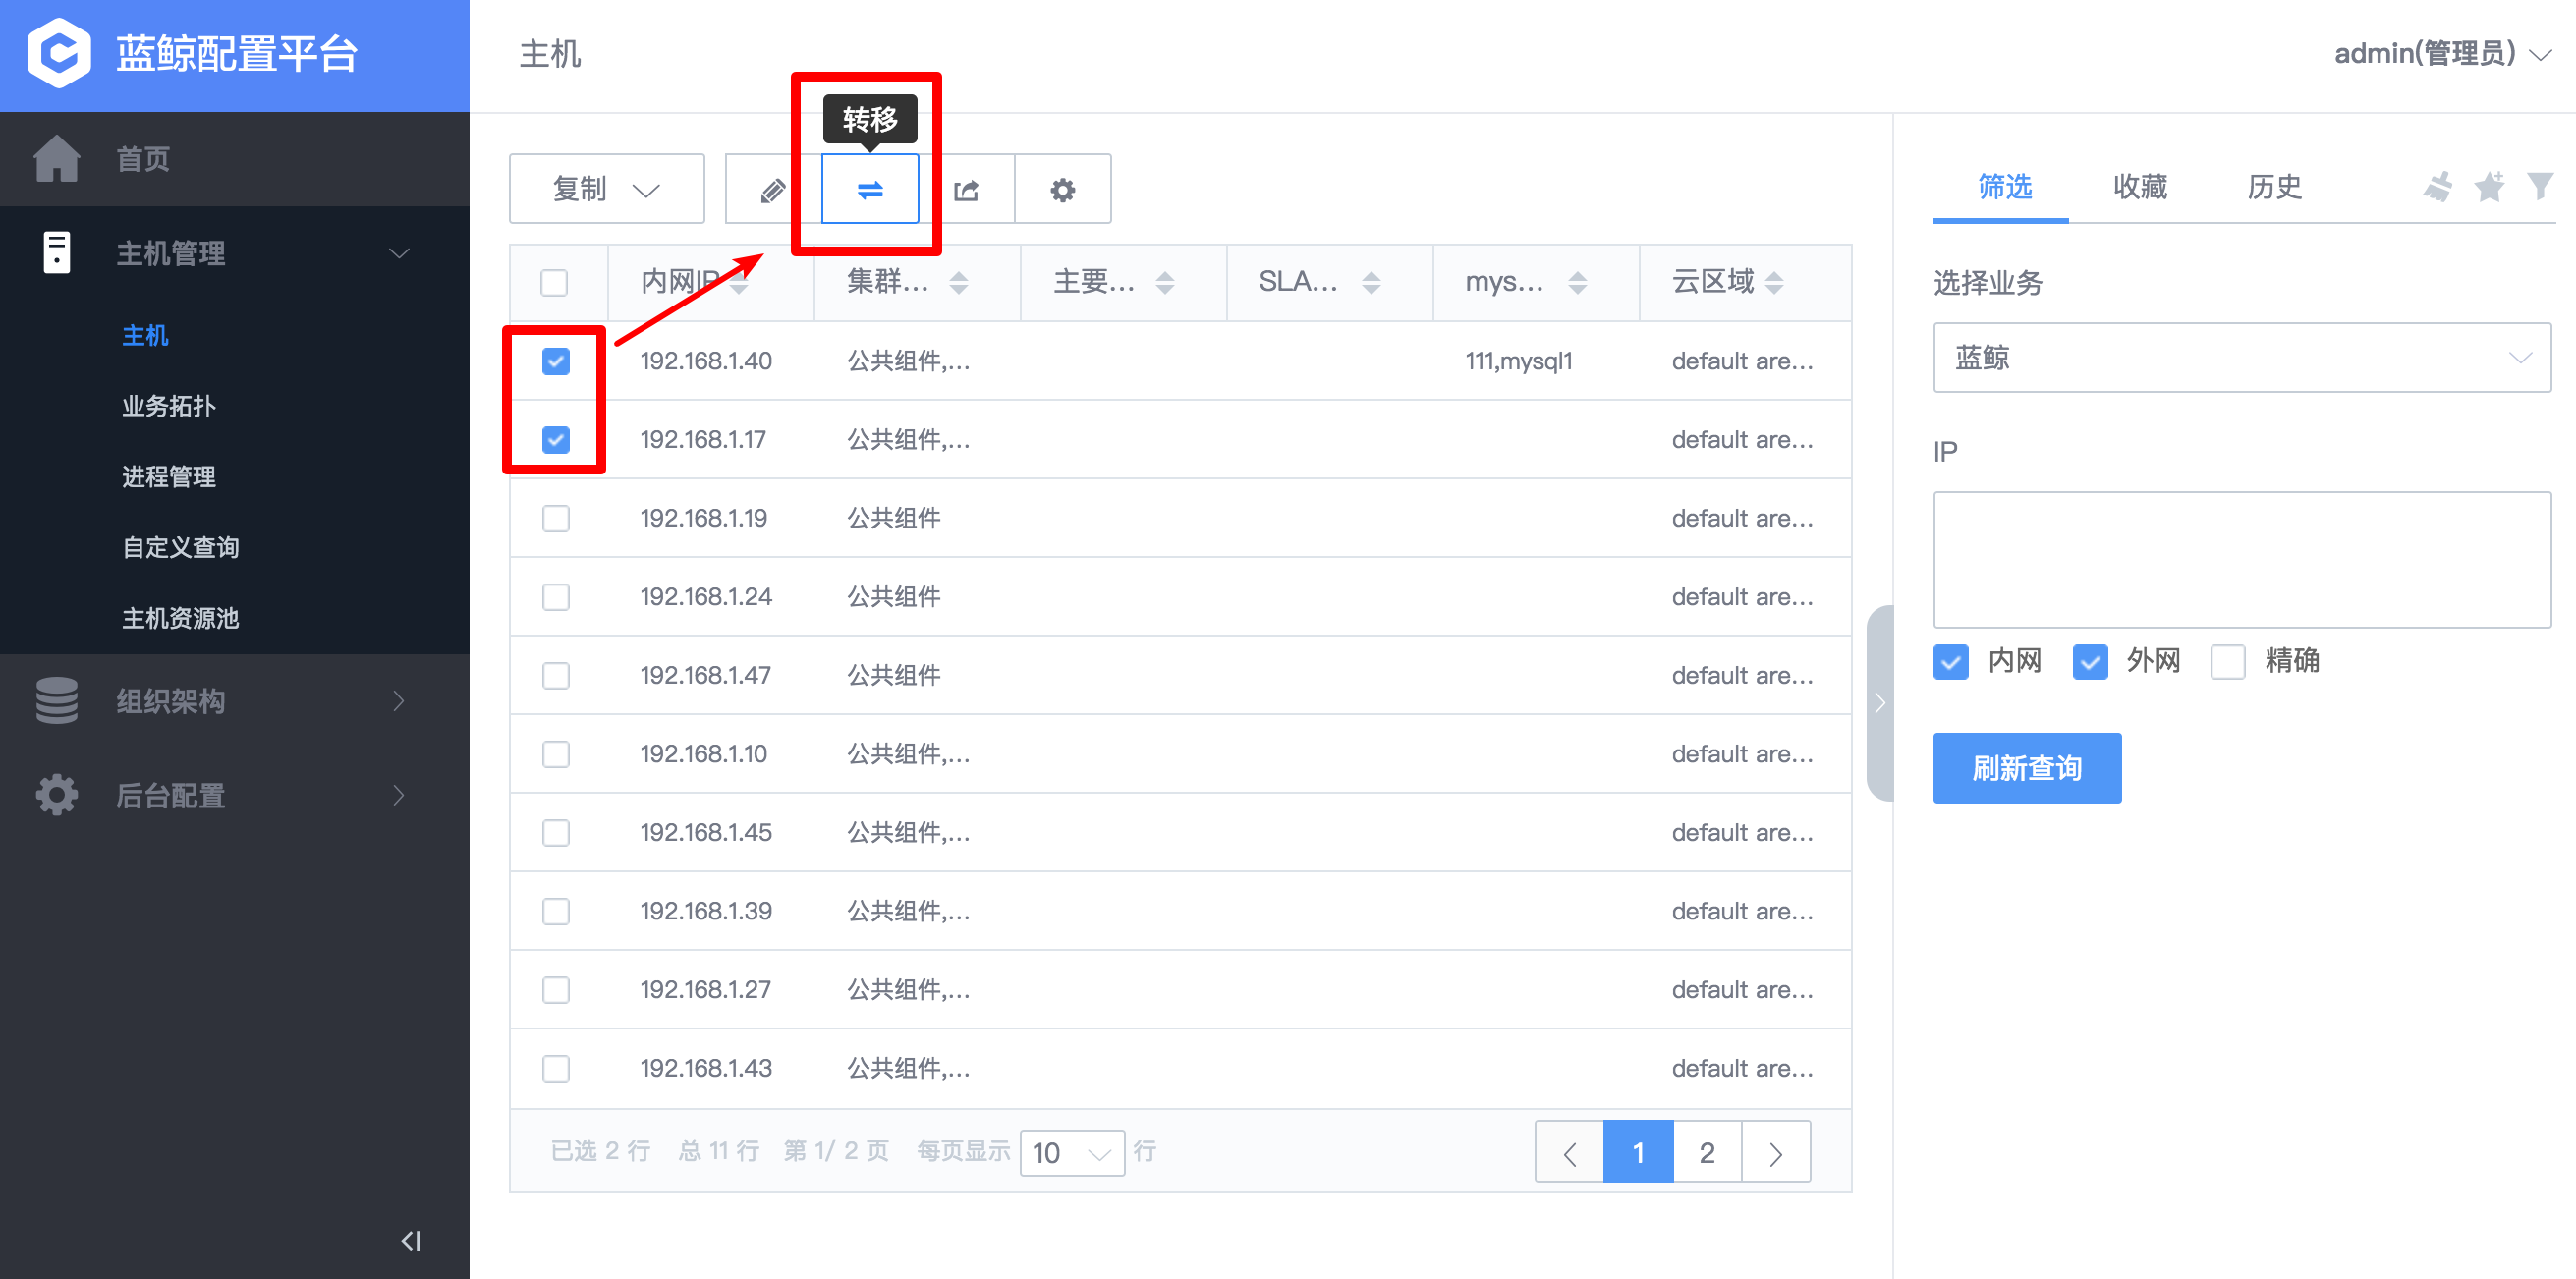 蓝鲸配置平台
首页
主机管理
主机
业务拓扑
进程管理
自定义查询
主机资源池
组织架构
后台配置
主机
admin(管理员)
转移
复制
内网IP 集群... 主要... SLA... mys... 云区域
192.168.1.40 公共组件,... 111,mysql1 default are...
192.168.1.17 公共组件,... default are...
192.168.1.19 公共组件 default are...
192.168.1.24 公共组件 default are...
192.168.1.47 公共组件 default are...
192.168.1.10 公共组件,... default are...
192.168.1.45 公共组件,... default are...
192.168.1.39 公共组件,... default are...
192.168.1.27 公共组件,... default are...
192.168.1.43 公共组件,... default are...
已选 2 行 总 11 行 第 1/ 2 页 每页显示 10 行
1 2
筛选 收藏 历史
选择业务
蓝鲸
IP
内网 外网 精确
刷新查询